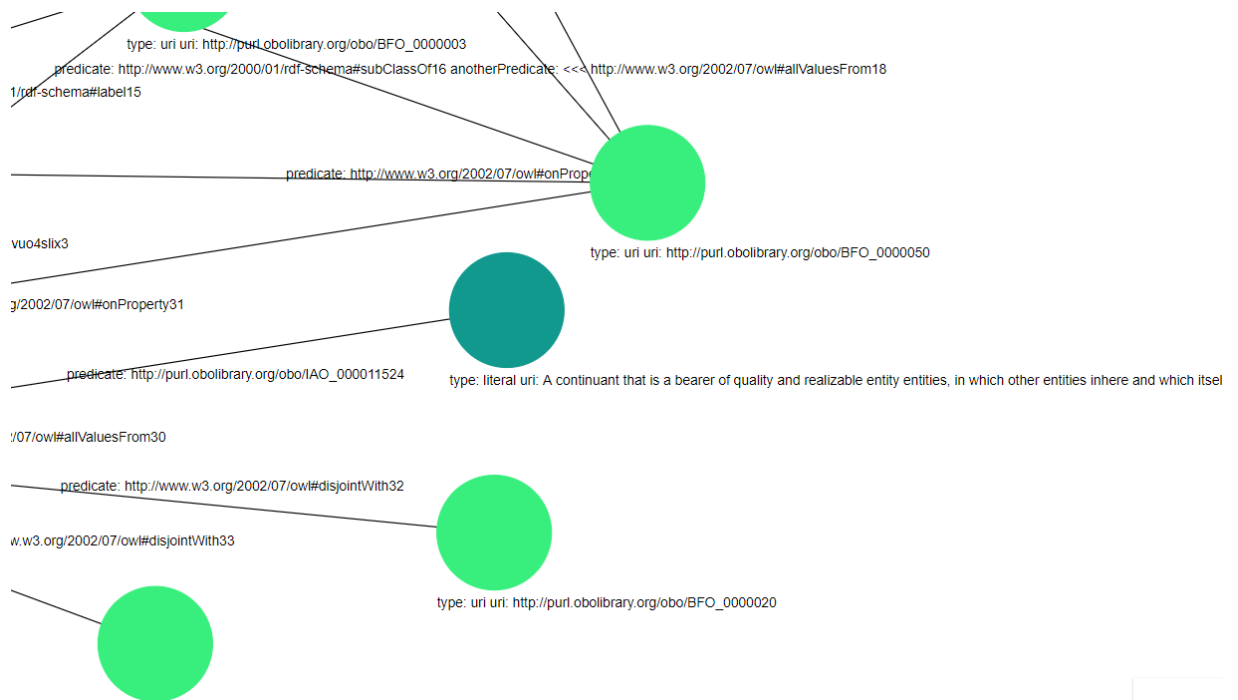 type: uri uri: http://purl.obolibrary.org/obo/BFO_0000003
predicate: http://www.w3.org/2000/01/rdf-schema#subClassOf16 anotherPredicate: <<< http://www.w3.org/2002/07/owl#allValuesFrom18
1/rdf-schema#label15
predicate: http://www.w3.org/2002/07/owl#onPrope
vuo4slix3
type: uri uri: http://purl.obolibrary.org/obo/BFO_0000050
g/2002/07/owl#onProperty31
predicate: http://purl.obolibrary.org/obo/IAO_000011524
type: literal uri: A continuant that is a bearer of quality and realizable entity entities, in which other entities inhere and which itsel
/07/owl#allValuesFrom30
predicate: http://www.w3.org/2002/07/owl#disjointWith32
w.w3.org/2002/07/owl#disjointWith33
type: uri uri: http://purl.obolibrary.org/obo/BFO_0000020